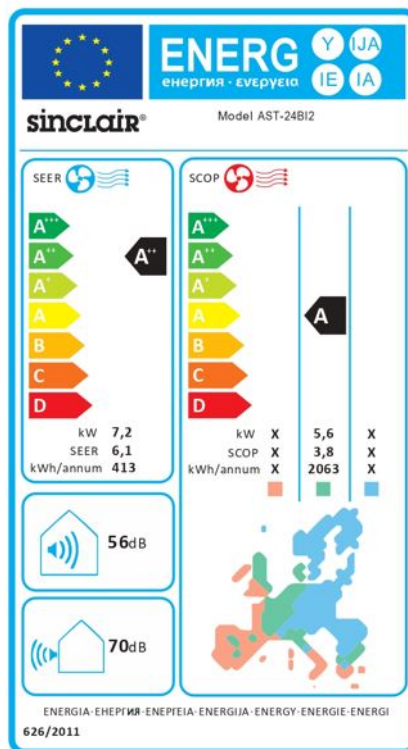 ENERG
енергия · ενεργεια
Y IJA
IE IA
sinclair®
Model AST-24BI2
SEER
A+++
A++
A+
A
B
C
D
A++
kW 7,2
SEER 6,1
kWh/annum 413
SCOP
A+++
A++
A+
A
B
C
D
A
kW X 5,6 X
SCOP X 3,8 X
kWh/annum X 2063 X
56dB
70dB
ENERGIA·ЕНЕРГИЯ·ΕΝΕΡΓΕΙΑ·ENERGIJA·ENERGY·ENERGIE·ENERGI
626/2011